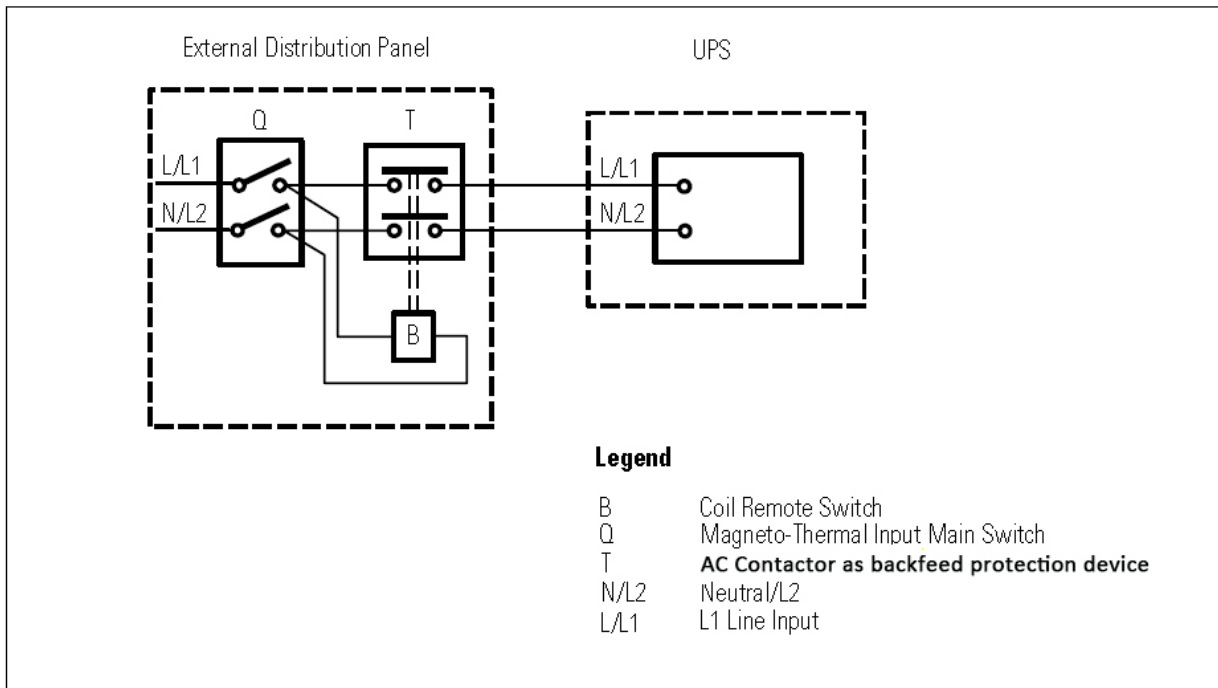 External Distribution Panel
UPS
Q
T
L/L1
N/L2
L/L1
N/L2
B
Legend
B Coil Remote Switch
Q Magneto-Thermal Input Main Switch
T AC Contactor as backfeed protection device
N/L2 Neutral/L2
L/L1 L1 Line Input